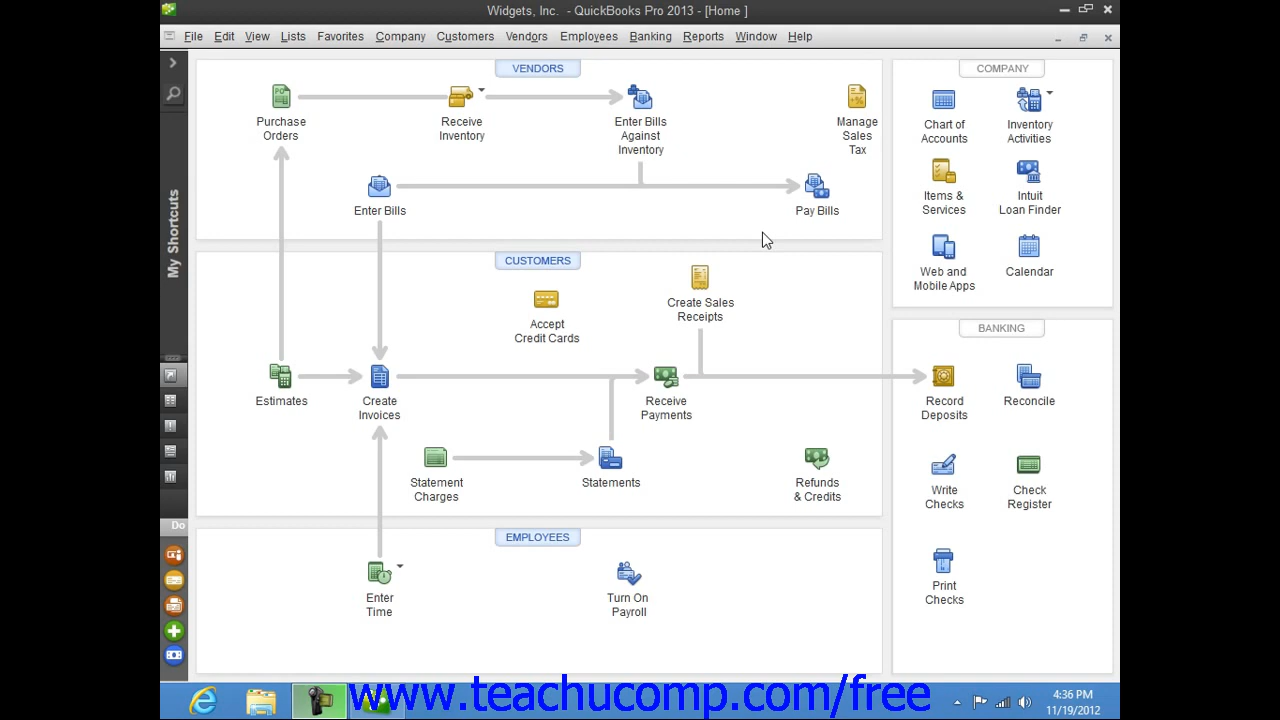 Widgets, Inc. - QuickBooks Pro 2013 - [Home ]
File Edit View Lists Favorites Company Customers Vendors Employees Banking Reports Window Help
My Shortcuts
Do
VENDORS
Purchase
Orders
Receive
Inventory
Enter Bills
Against
Inventory
Manage
Sales
Tax
Enter Bills
Pay Bills
CUSTOMERS
Accept
Credit Cards
Create Sales
Receipts
Estimates
Create
Invoices
Receive
Payments
Statement
Charges
Statements
Refunds
& Credits
EMPLOYEES
Enter
Time
Turn On
Payroll
COMPANY
Chart of
Accounts
Inventory
Activities
Items &
Services
Intuit
Loan Finder
Web and
Mobile Apps
Calendar
BANKING
Record
Deposits
Reconcile
Write
Checks
Check
Register
Print
Checks
www.teachucomp.com/free
4:36 PM
11/19/2012